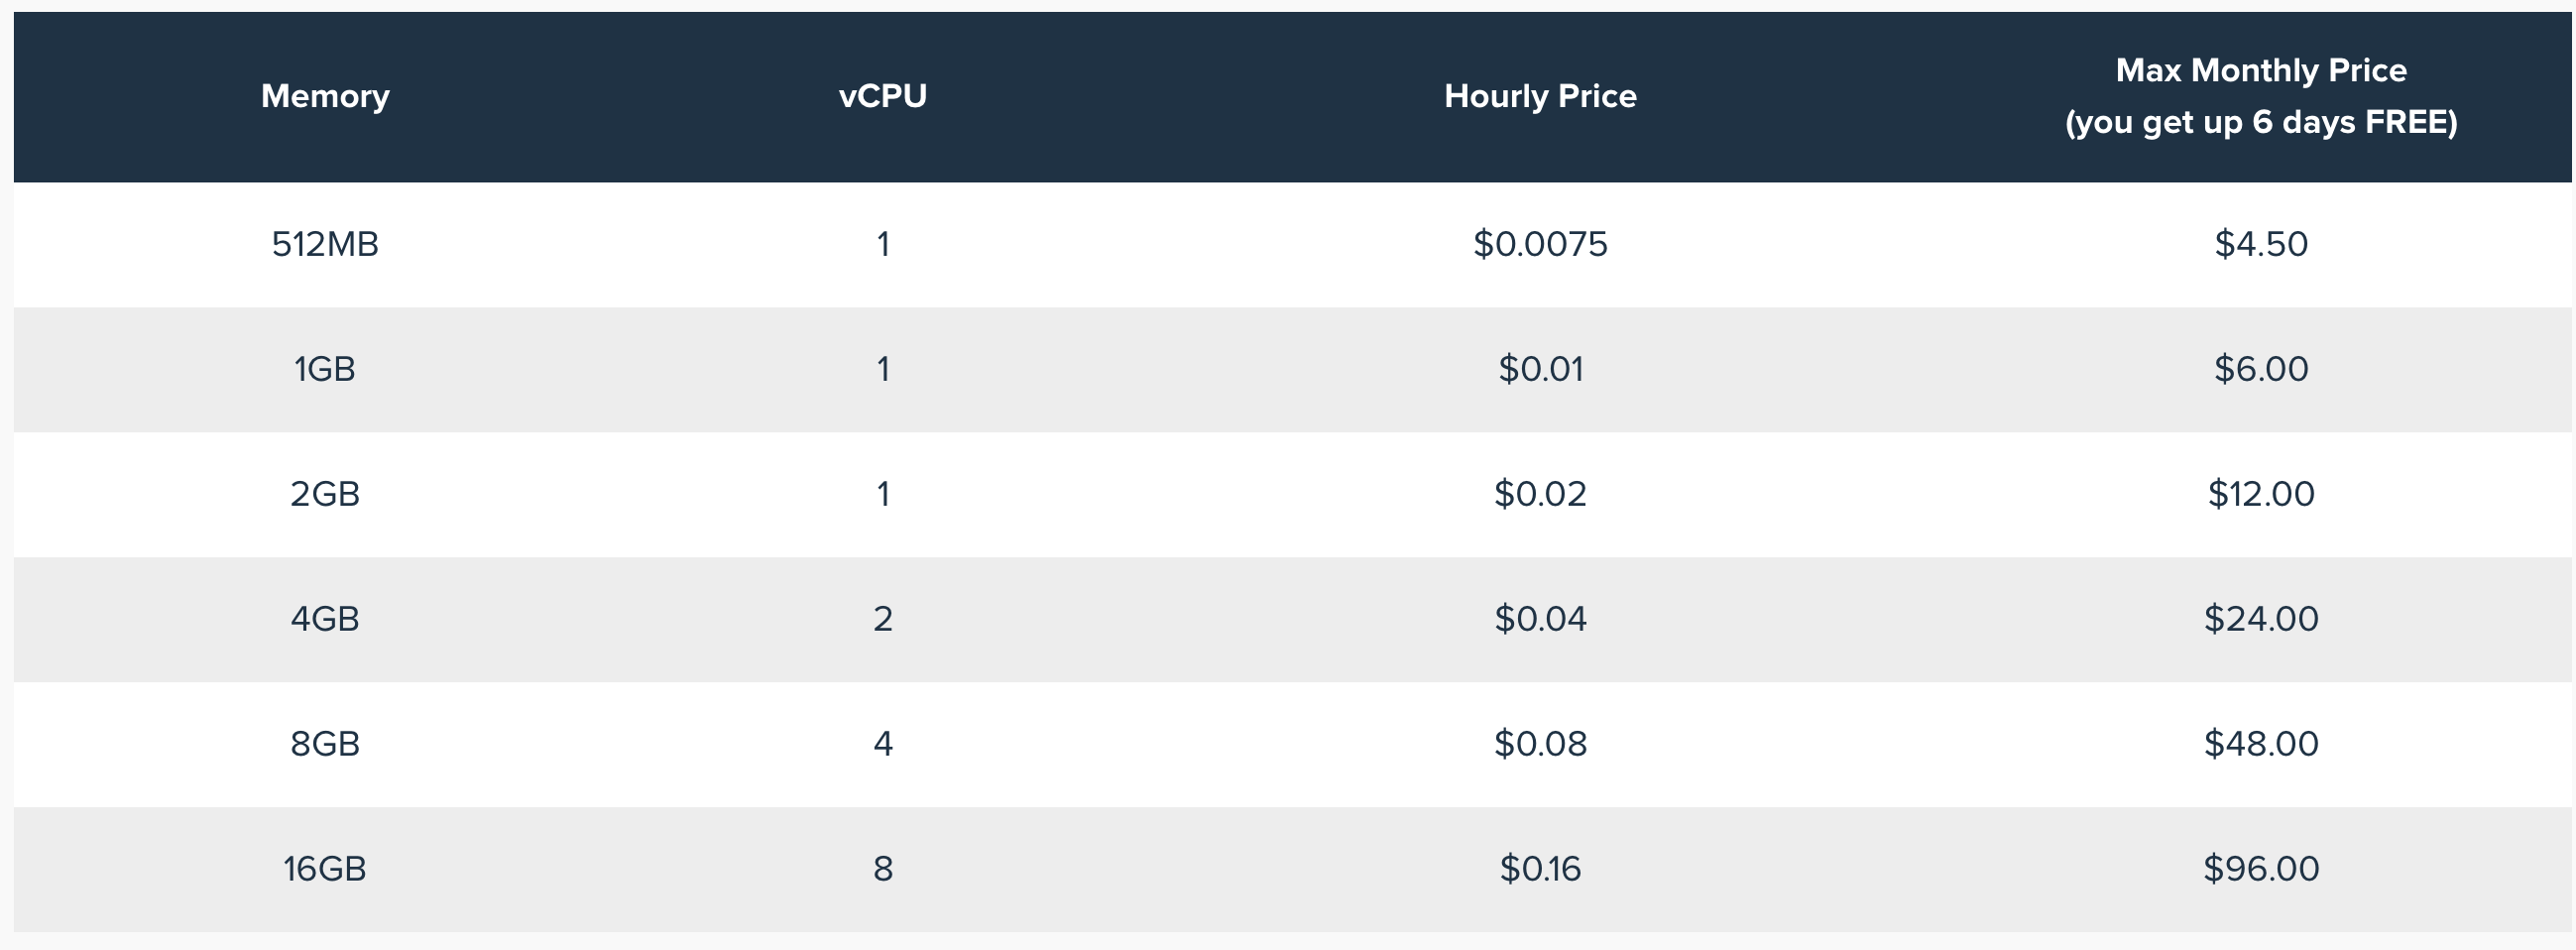 Memory vCPU Hourly Price Max Monthly Price
(you get up 6 days FREE)
512MB 1 $0.0075 $4.50
1GB 1 $0.01 $6.00
2GB 1 $0.02 $12.00
4GB 2 $0.04 $24.00
8GB 4 $0.08 $48.00
16GB 8 $0.16 $96.00